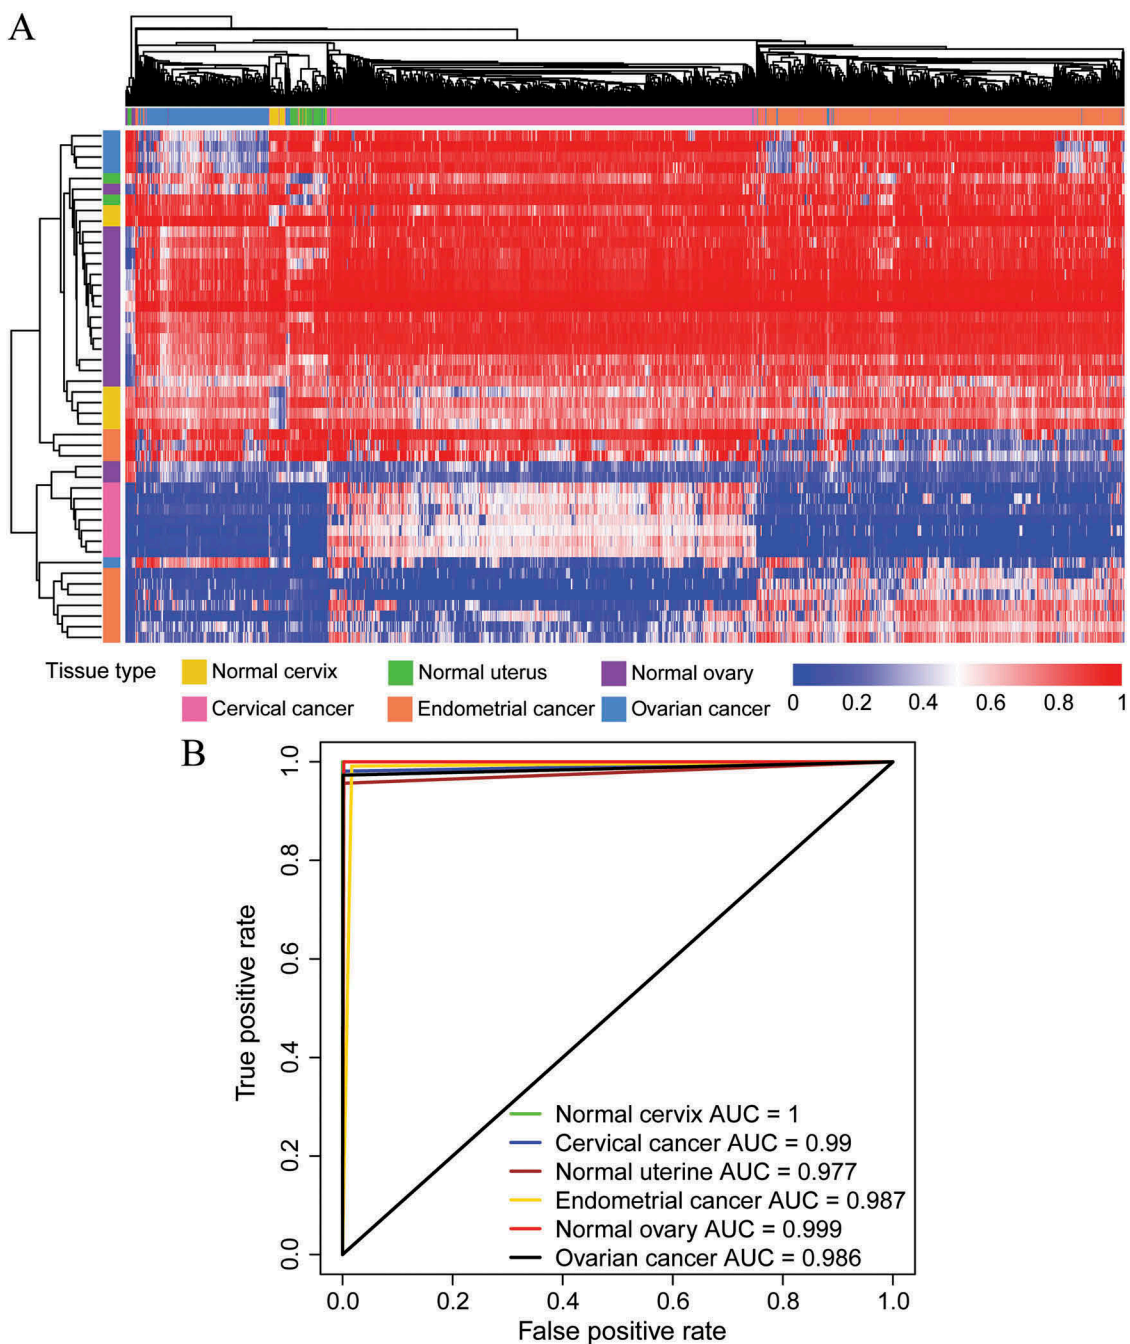 A
Tissue type
Normal cervix
Normal uterus
Normal ovary
Cervical cancer
Endometrial cancer
Ovarian cancer
0 0.2 0.4 0.6 0.8 1
B
True positive rate
1.0
0.8
0.6
0.4
0.2
0.0
Normal cervix AUC = 1
Cervical cancer AUC = 0.99
Normal uterine AUC = 0.977
Endometrial cancer AUC = 0.987
Normal ovary AUC = 0.999
Ovarian cancer AUC = 0.986
0.0 0.2 0.4 0.6 0.8 1.0
False positive rate